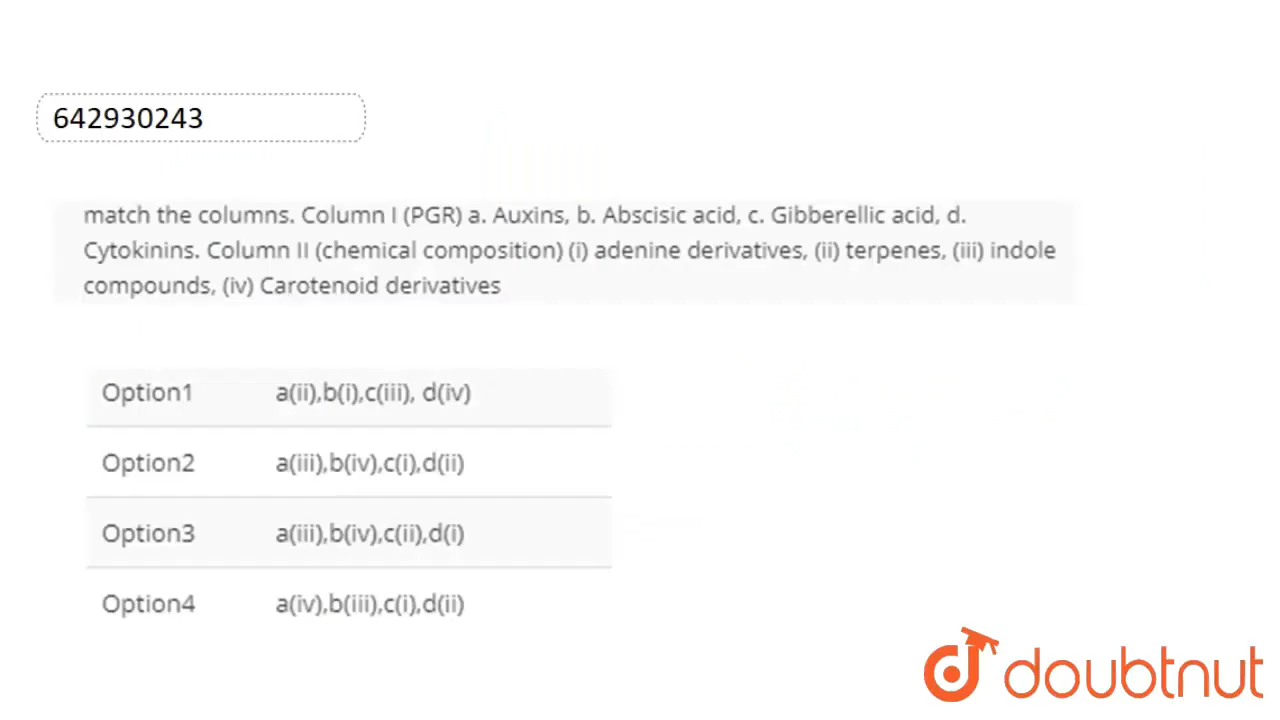 642930243
match the columns. Column I (PGR) a. Auxins, b. Abscisic acid, c. Gibberellic acid, d.
Cytokinins. Column II (chemical composition) (i) adenine derivatives, (ii) terpenes, (iii) indole
compounds, (iv) Carotenoid derivatives
Option1 a(ii),b(i),c(iii), d(iv)
Option2 a(iii),b(iv),c(i),d(ii)
Option3 a(iii),b(iv),c(ii),d(i)
Option4 a(iv),b(iii),c(i),d(ii)
doubtnut